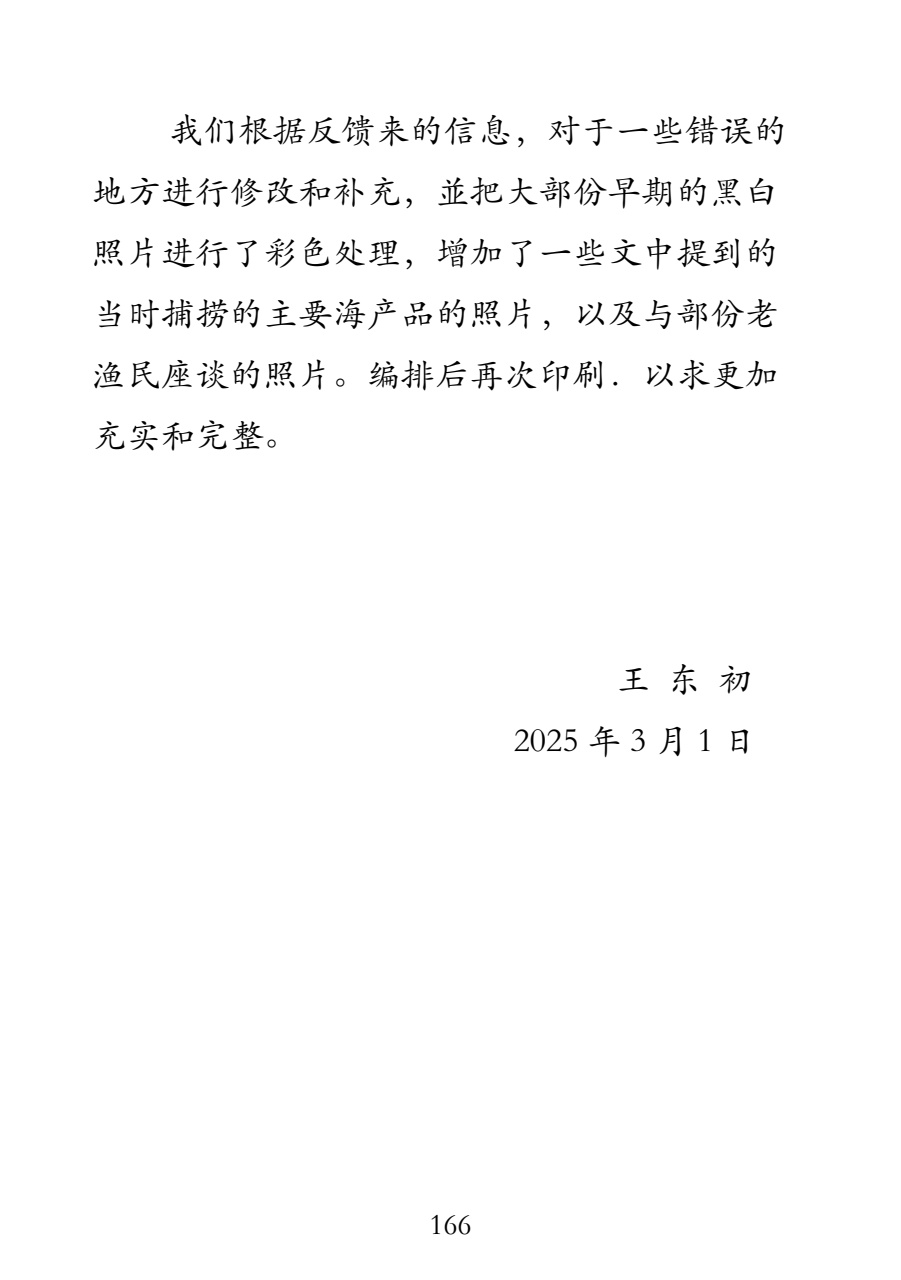 我们根据反馈来的信息，对于一些错误的
地方进行修改和补充，並把大部份早期的黑白
照片进行了彩色处理，增加了一些文中提到的
当时捕捞的主要海产品的照片，以及与部份老
渔民座谈的照片。编排后再次印刷．以求更加
充实和完整。
王 东 初
2025 年 3 月 1 日
166